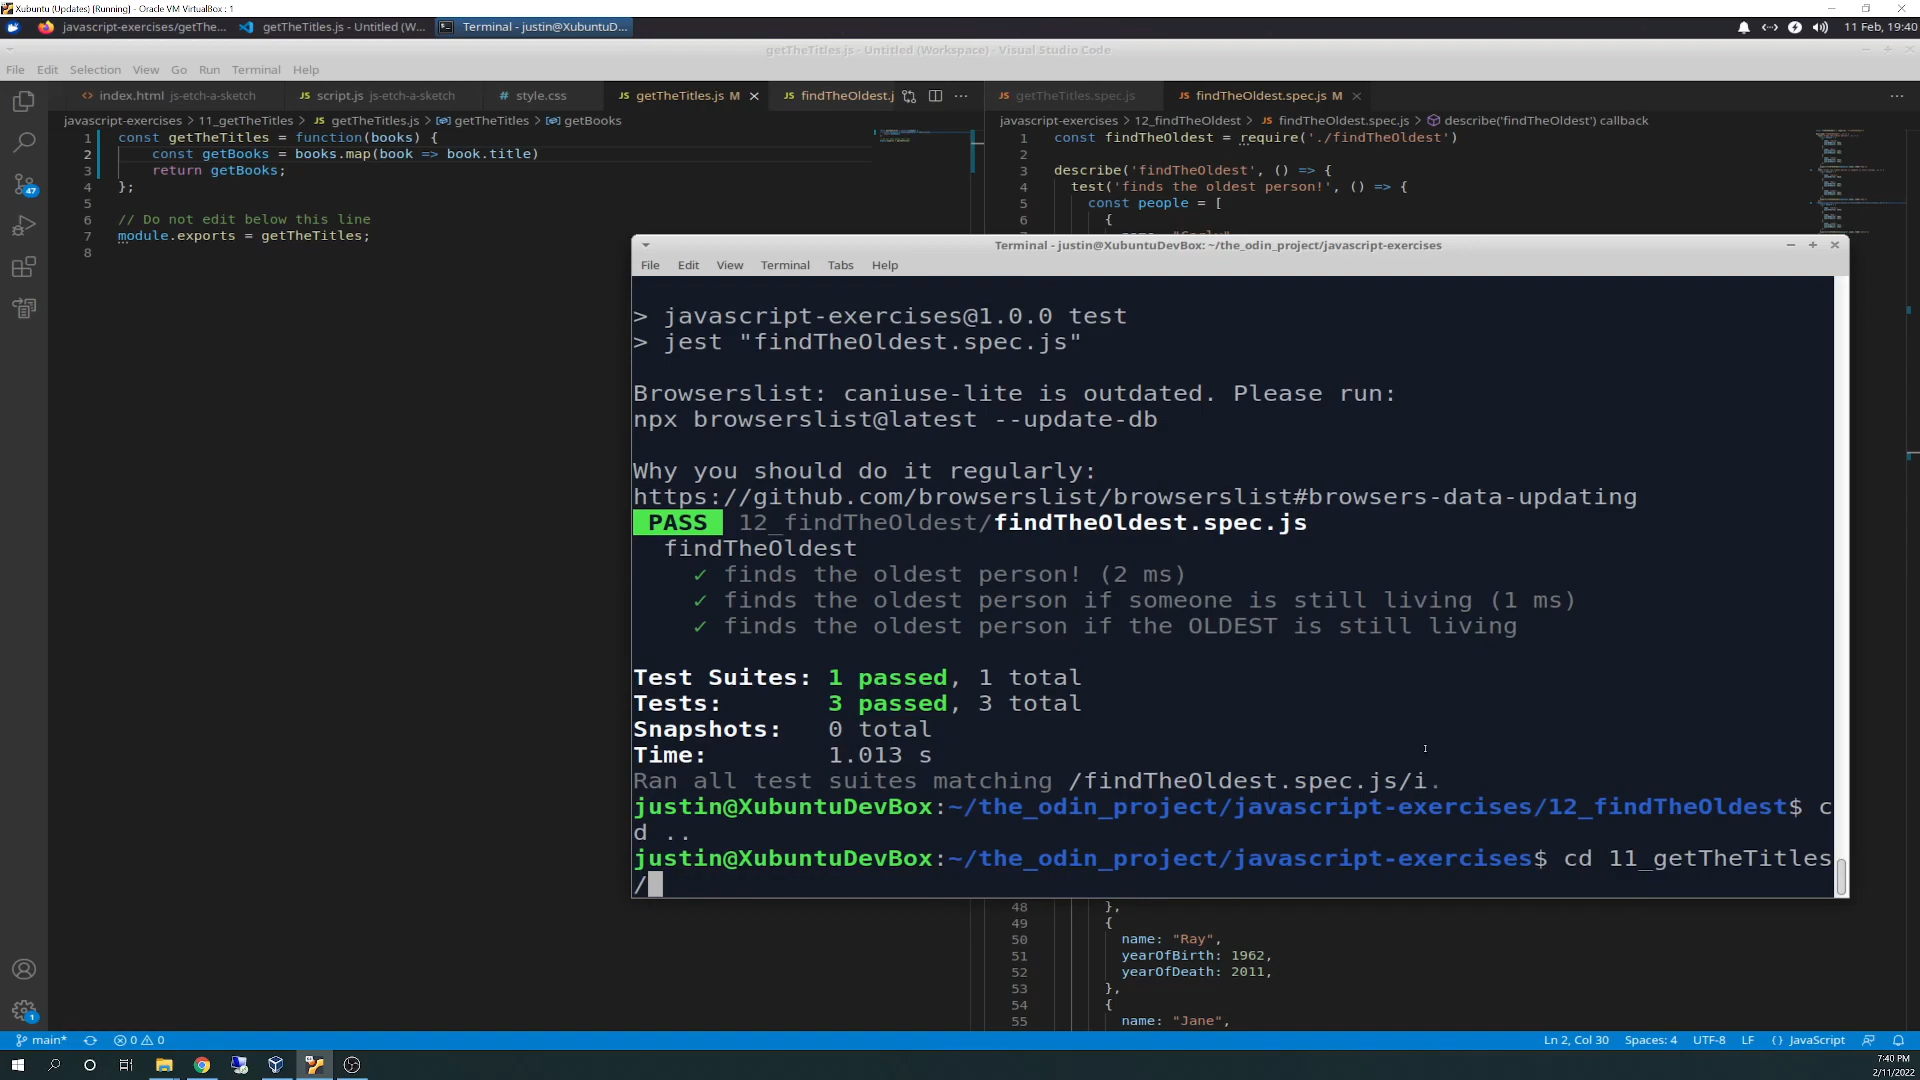 Xubuntu (Updates) [Running] - Oracle VM VirtualBox : 1
javascript-exercises/getThe...
getTheTitles.js - Untitled (W...
Terminal - justin@XubuntuD...
11 Feb, 19:40
getTheTitles.js - Untitled (Workspace) - Visual Studio Code
File Edit Selection View Go Run Terminal Help
index.html js-etch-a-sketch
script.js js-etch-a-sketch
style.css
getTheTitles.js M
findTheOldest.j
getTheTitles.spec.js
findTheOldest.spec.js M
javascript-exercises > 11_getTheTitles > JS getTheTitles.js > getTheTitles > getBooks
javascript-exercises > 12_findTheOldest > JS findTheOldest.spec.js > describe('findTheOldest') callback
1 const getTheTitles = function(books) {
2 const getBooks = books.map(book => book.title)
3 return getBooks;
4 };
5
6 // Do not edit below this line
7 module.exports = getTheTitles;
8
1 const findTheOldest = require('./findTheOldest')
2
3 describe('findTheOldest', () => {
4 test('finds the oldest person!', () => {
5 const people = [
6 {
Terminal - justin@XubuntuDevBox: ~/the_odin_project/javascript-exercises
File Edit View Terminal Tabs Help
> javascript-exercises@1.0.0 test
> jest "findTheOldest.spec.js"
Browserslist: caniuse-lite is outdated. Please run:
npx browserslist@latest --update-db
Why you should do it regularly:
https://github.com/browserslist/browserslist#browsers-data-updating
PASS 12_findTheOldest/findTheOldest.spec.js
findTheOldest
✓ finds the oldest person! (2 ms)
✓ finds the oldest person if someone is still living (1 ms)
✓ finds the oldest person if the OLDEST is still living
Test Suites: 1 passed, 1 total
Tests: 3 passed, 3 total
Snapshots: 0 total
Time: 1.013 s
Ran all test suites matching /findTheOldest.spec.js/i.
justin@XubuntuDevBox:~/the_odin_project/javascript-exercises/12_findTheOldest$ c
d ..
justin@XubuntuDevBox:~/the_odin_project/javascript-exercises$ cd 11_getTheTitles
/
48 },
49 {
50 name: "Ray",
51 yearOfBirth: 1962,
52 yearOfDeath: 2011,
53 },
54 {
55 name: "Jane",
47
1
main* 0 0
Ln 2, Col 30 Spaces: 4 UTF-8 LF {} JavaScript
7:40 PM
2/11/2022